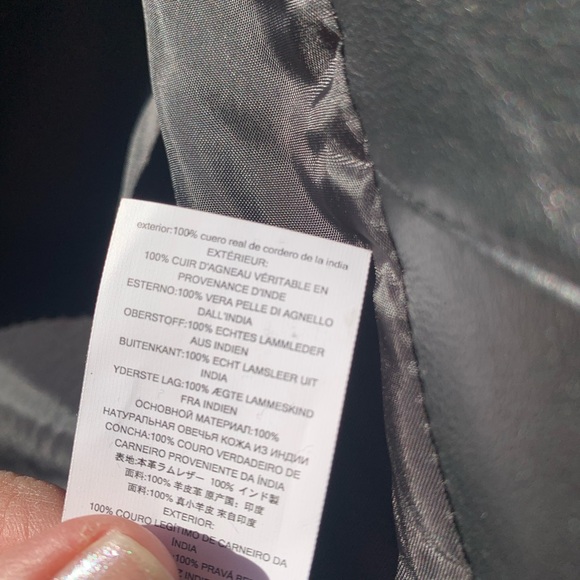 exterior:100% cuero real de cordero de la india
EXTÉRIEUR:
100% CUIR D'AGNEAU VÉRITABLE EN
PROVENANCE D'INDE
ESTERNO:100% VERA PELLE DI AGNELLO
DALL'INDIA
OBERSTOFF:100% ECHTES LAMMLEDER
AUS INDIEN
BUITENKANT:100% ECHT LAMSLEER UIT
INDIA
YDERSTE LAG:100% ÆGTE LAMMESKIND
FRA INDIEN
ОСНОВНОЙ МАТЕРИАЛ:100%
НАТУРАЛЬНАЯ ОВЕЧЬЯ КОЖА ИЗ ИНДИИ
CONCHA:100% COURO VERDADEIRO DE
CARNEIRO PROVENIENTE DA ÍNDIA
表地:本革ラムレザー 100% インド製
面料:100% 羊皮革 原产国: 印度
面料:100% 真小羊皮 來自印度
EXTERIOR:
100% COURO LEGÍTIMO DE CARNEIRO DA
ÍNDIA
100% PRAVÁ